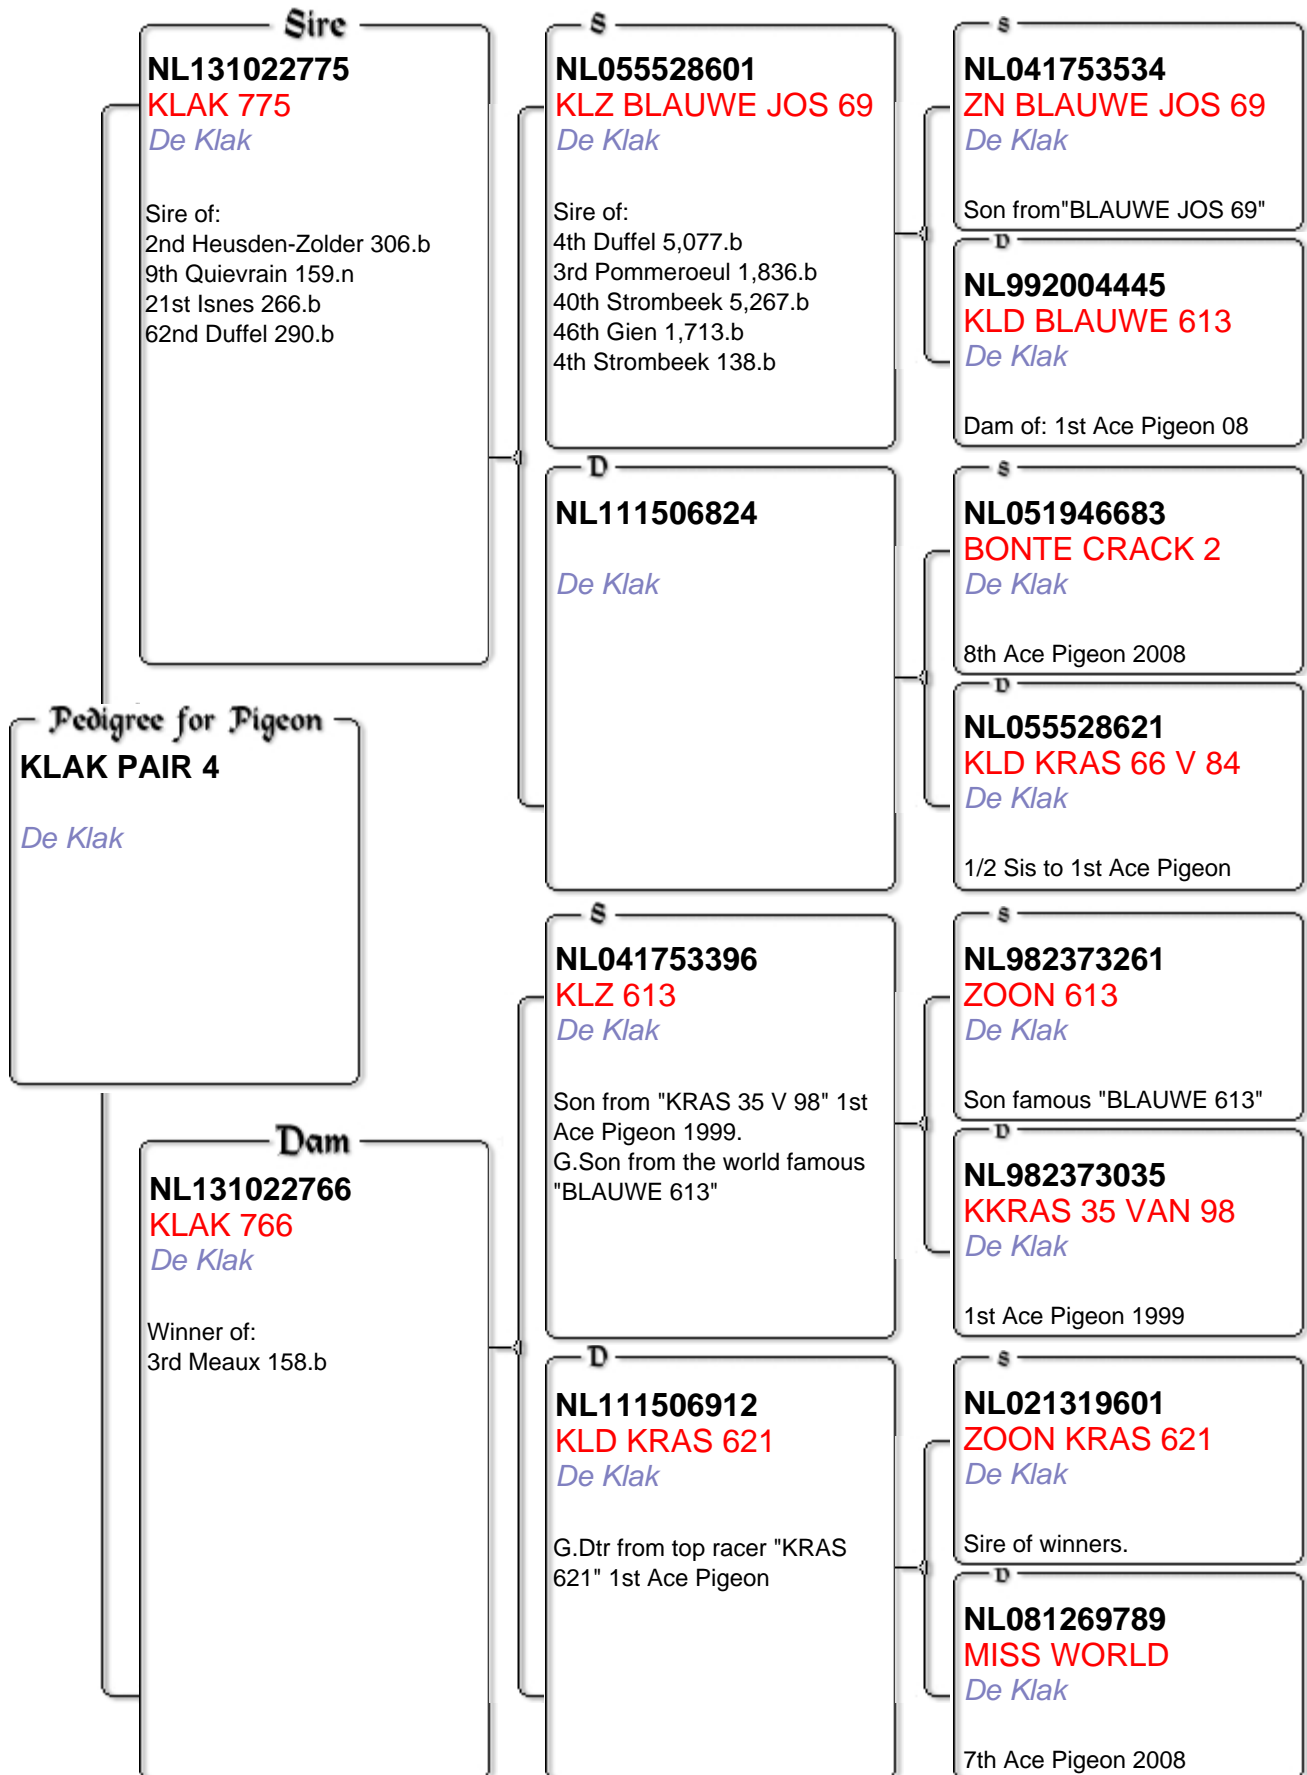 Sire
NL131022775
KLAK 775
De Klak
Sire of:
2nd Heusden-Zolder 306.b
9th Quievrain 159.n
21st Isnes 266.b
62nd Duffel 290.b
S
NL055528601
KLZ BLAUWE JOS 69
De Klak
Sire of:
4th Duffel 5,077.b
3rd Pommeroeul 1,836.b
40th Strombeek 5,267.b
46th Gien 1,713.b
4th Strombeek 138.b
S
NL041753534
ZN BLAUWE JOS 69
De Klak
Son from"BLAUWE JOS 69"
D
NL992004445
KLD BLAUWE 613
De Klak
Dam of: 1st Ace Pigeon 08
D
NL111506824
De Klak
S
NL051946683
BONTE CRACK 2
De Klak
8th Ace Pigeon 2008
D
NL055528621
KLD KRAS 66 V 84
De Klak
1/2 Sis to 1st Ace Pigeon
Pedigree for Pigeon
KLAK PAIR 4
De Klak
Dam
NL131022766
KLAK 766
De Klak
Winner of:
3rd Meaux 158.b
S
NL041753396
KLZ 613
De Klak
Son from "KRAS 35 V 98" 1st
Ace Pigeon 1999.
G.Son from the world famous
"BLAUWE 613"
S
NL982373261
ZOON 613
De Klak
Son famous "BLAUWE 613"
D
NL982373035
KKRAS 35 VAN 98
De Klak
1st Ace Pigeon 1999
D
NL111506912
KLD KRAS 621
De Klak
G.Dtr from top racer "KRAS
621" 1st Ace Pigeon
S
NL021319601
ZOON KRAS 621
De Klak
Sire of winners.
D
NL081269789
MISS WORLD
De Klak
7th Ace Pigeon 2008